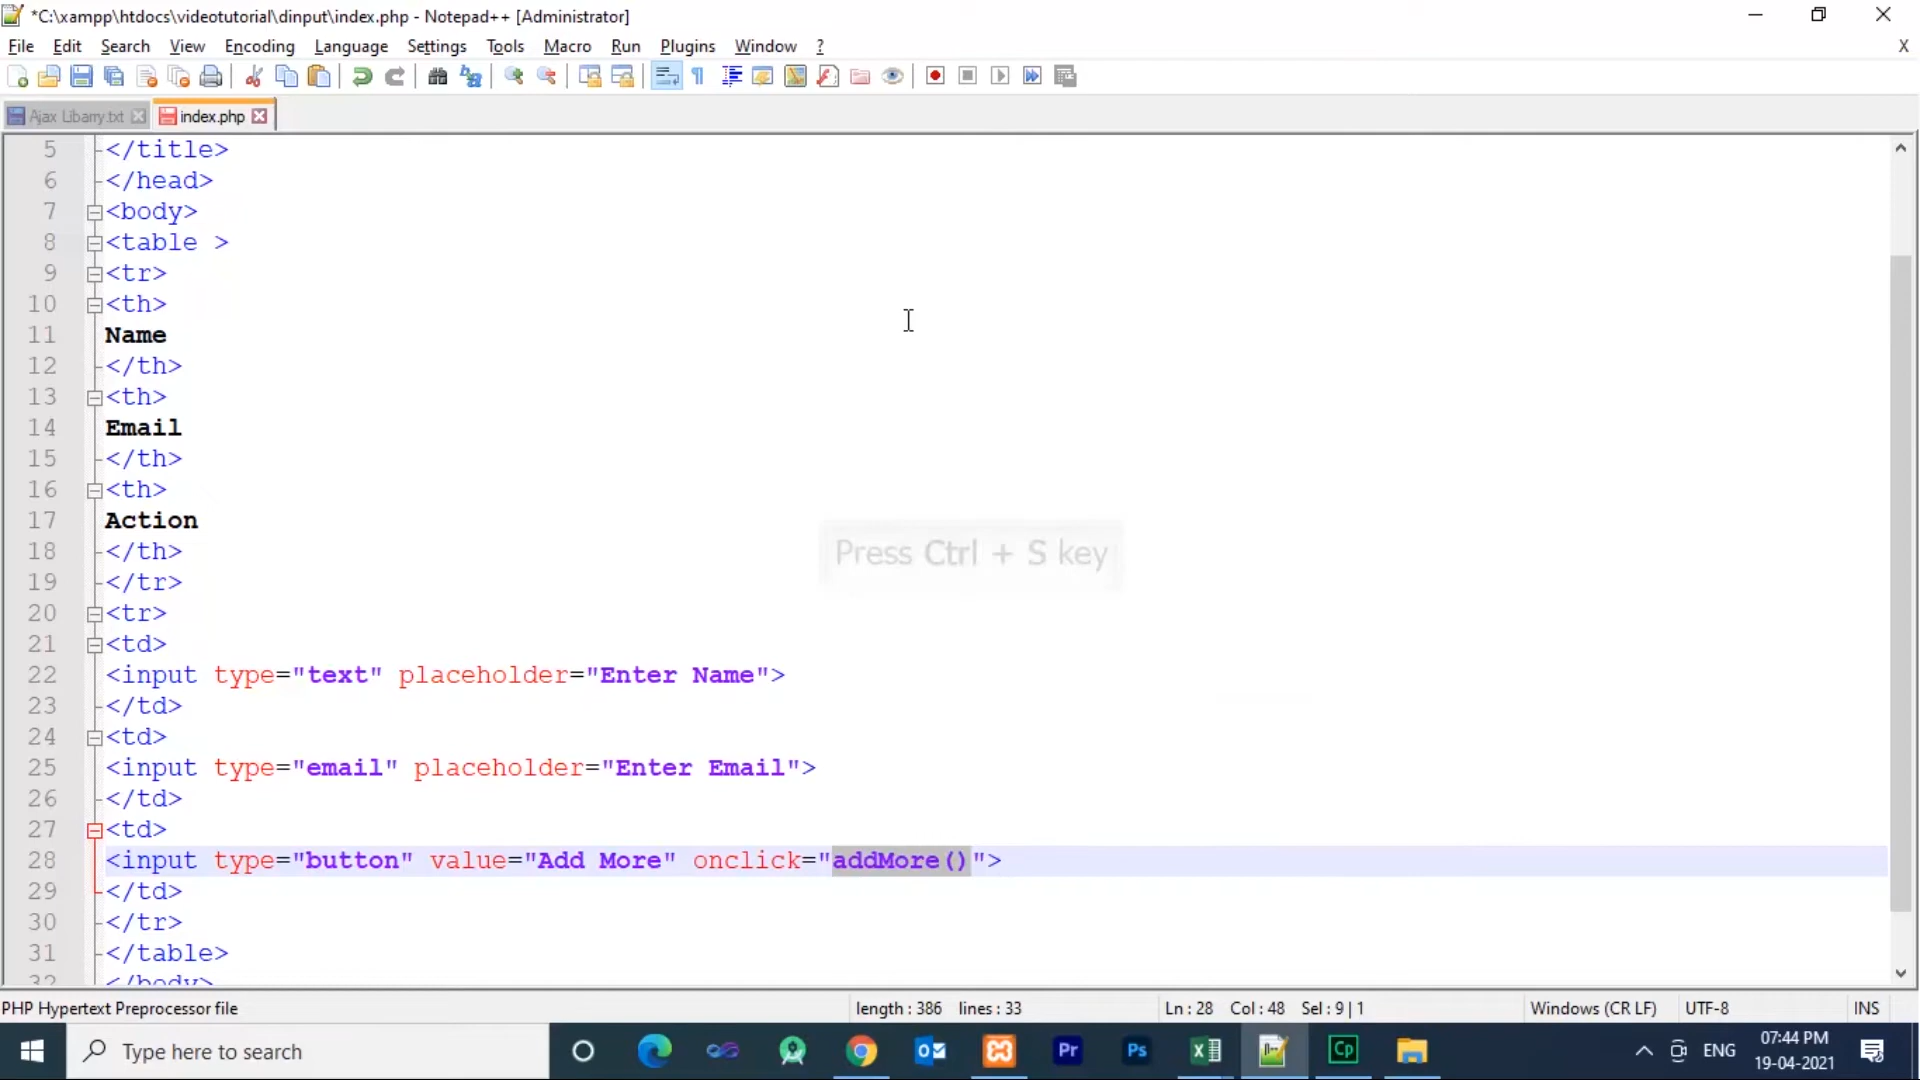 *C:\xampp\htdocs\videotutorial\dinput\index.php - Notepad++ [Administrator]
File Edit Search View Encoding Language Settings Tools Macro Run Plugins Window ? X
Ajax Libarry.txt index.php
5 </title>
6 </head>
7 <body>
8 <table >
9 <tr>
10 <th>
11 Name
12 </th>
13 <th>
14 Email
15 </th>
16 <th>
17 Action
18 </th>
19 </tr>
20 <tr>
21 <td>
22 <input type="text" placeholder="Enter Name">
23 </td>
24 <td>
25 <input type="email" placeholder="Enter Email">
26 </td>
27 <td>
28 <input type="button" value="Add More" onclick="addMore()">
29 </td>
30 </tr>
31 </table>
32 </body>
Press Ctrl + S key
PHP Hypertext Preprocessor file length : 386 lines : 33 Ln : 28 Col : 48 Sel : 9 | 1 Windows (CR LF) UTF-8 INS
Type here to search
Pr Ps Cp
ENG
07:44 PM
19-04-2021